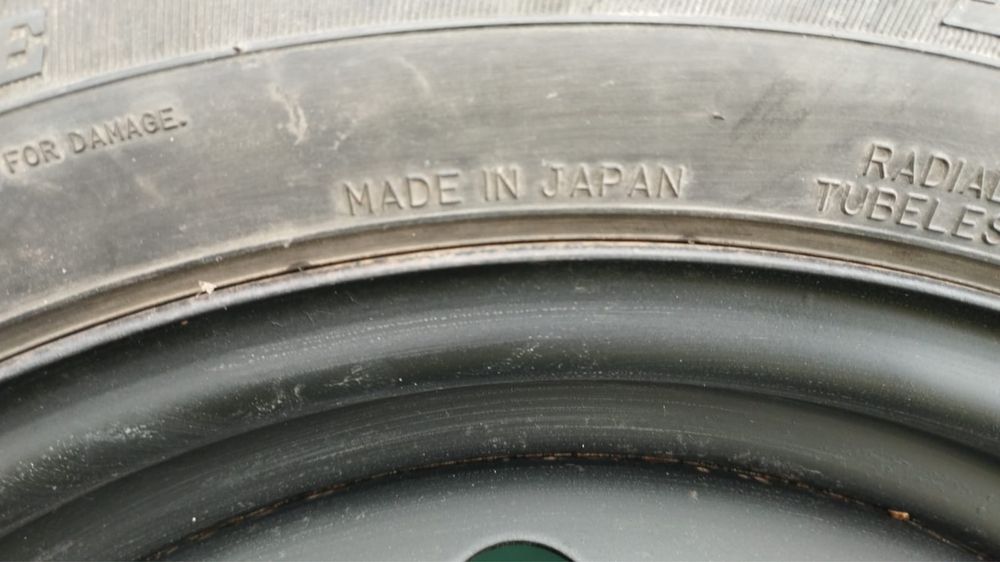 FOR DAMAGE.
MADE IN JAPAN
RADIAL
TUBELES